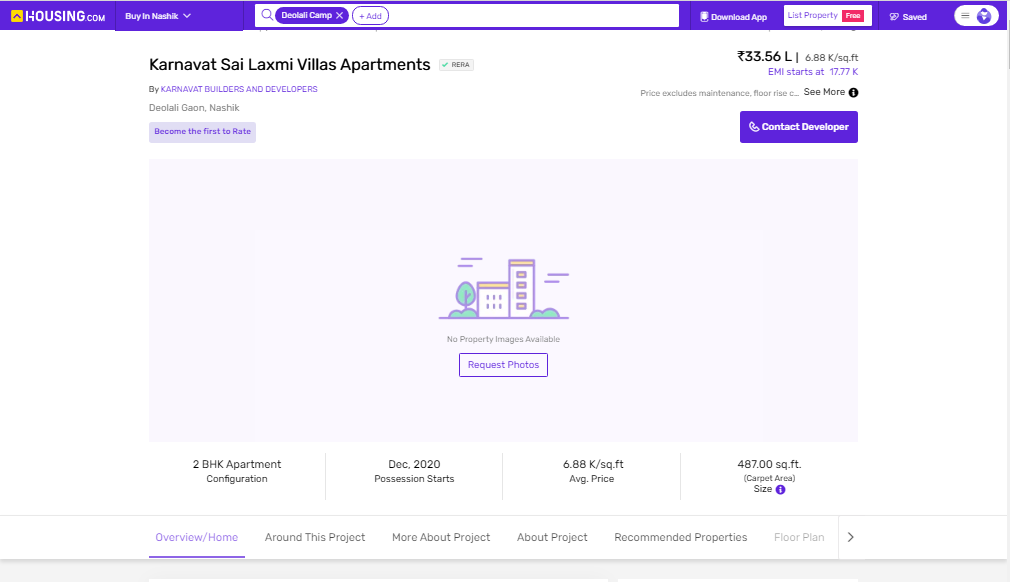 HOUSING.COM
Buy in Nashik
Deolali Camp
+ Add
Download App
List Property Free
Saved
Karnavat Sai Laxmi Villas Apartments
RERA
By KARNAVAT BUILDERS AND DEVELOPERS
Deolali Gaon, Nashik
Become the first to Rate
₹33.56 L | 6.88 K/sq.ft
EMI starts at 17.77 K
Price excludes maintenance, floor rise c... See More
Contact Developer
No Property Images Available
Request Photos
2 BHK Apartment
Configuration
Dec, 2020
Possession Starts
6.88 K/sq.ft
Avg. Price
487.00 sq.ft.
(Carpet Area)
Size
Overview/Home
Around This Project
More About Project
About Project
Recommended Properties
Floor Plan